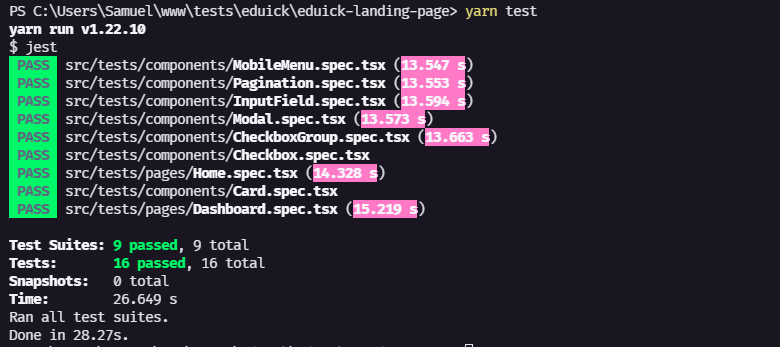 PS C:\Users\Samuel\www\tests\eduick\eduick-landing-page> yarn test
yarn run v1.22.10
$ jest
PASS src/tests/components/MobileMenu.spec.tsx (13.547 s)
PASS src/tests/components/Pagination.spec.tsx (13.553 s)
PASS src/tests/components/InputField.spec.tsx (13.594 s)
PASS src/tests/components/Modal.spec.tsx (13.573 s)
PASS src/tests/components/CheckboxGroup.spec.tsx (13.663 s)
PASS src/tests/components/Checkbox.spec.tsx
PASS src/tests/pages/Home.spec.tsx (14.328 s)
PASS src/tests/components/Card.spec.tsx
PASS src/tests/pages/Dashboard.spec.tsx (15.219 s)
Test Suites: 9 passed, 9 total
Tests: 16 passed, 16 total
Snapshots: 0 total
Time: 26.649 s
Ran all test suites.
Done in 28.27s.